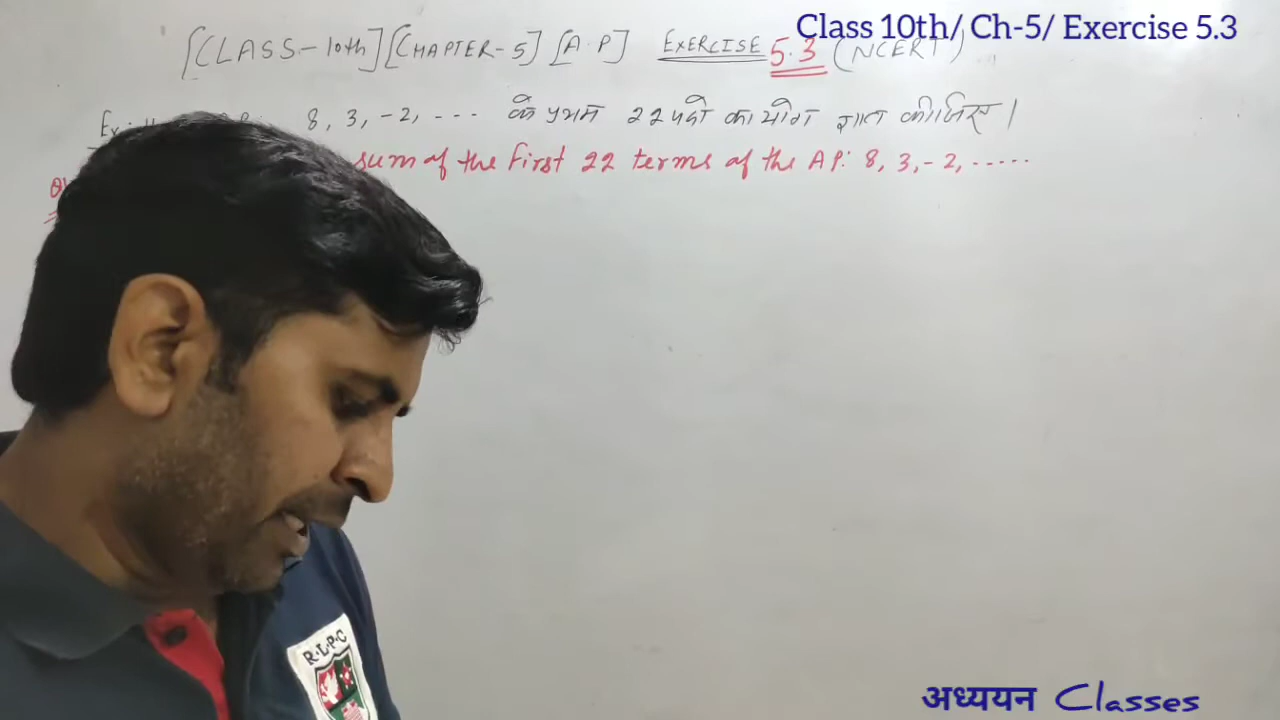 Class 10th/ Ch-5/ Exercise 5.3
[CLASS-10th] [CHAPTER-5] [A.P] EXERCISE 5.3 (NCERT)
8, 3, -2, --- के प्रथम 22 पदों का योग ज्ञात कीजिए।
sum of the first 22 terms of the AP: 8, 3, -2, ......
R.L.P.C
अध्ययन Classes